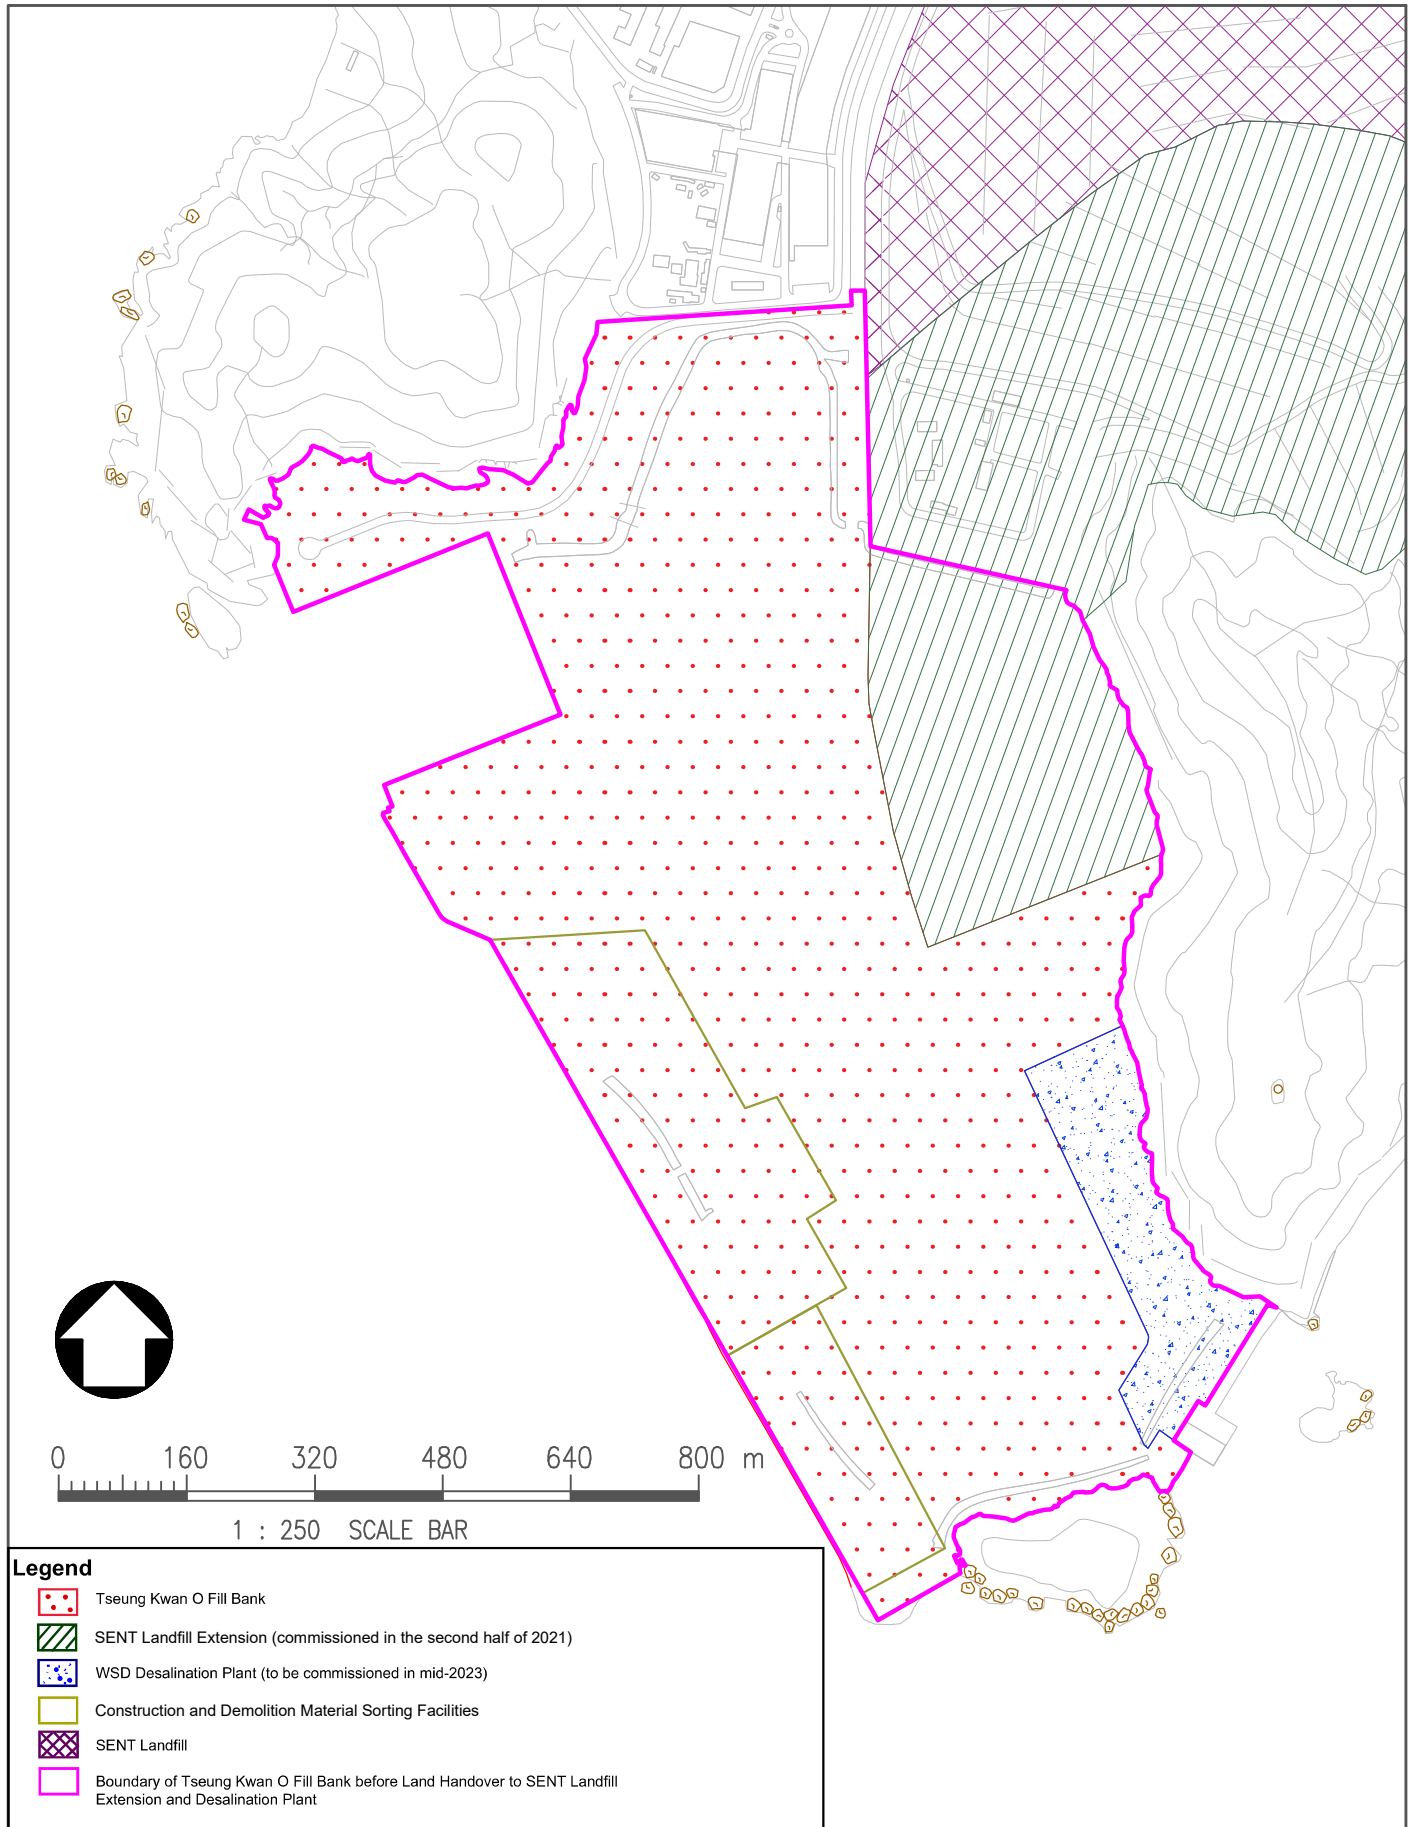 0 160 320 480 640 800 m
1 : 250 SCALE BAR
Legend
Tseung Kwan O Fill Bank
SENT Landfill Extension (commissioned in the second half of 2021)
WSD Desalination Plant (to be commissioned in mid-2023)
Construction and Demolition Material Sorting Facilities
SENT Landfill
Boundary of Tseung Kwan O Fill Bank before Land Handover to SENT Landfill
Extension and Desalination Plant